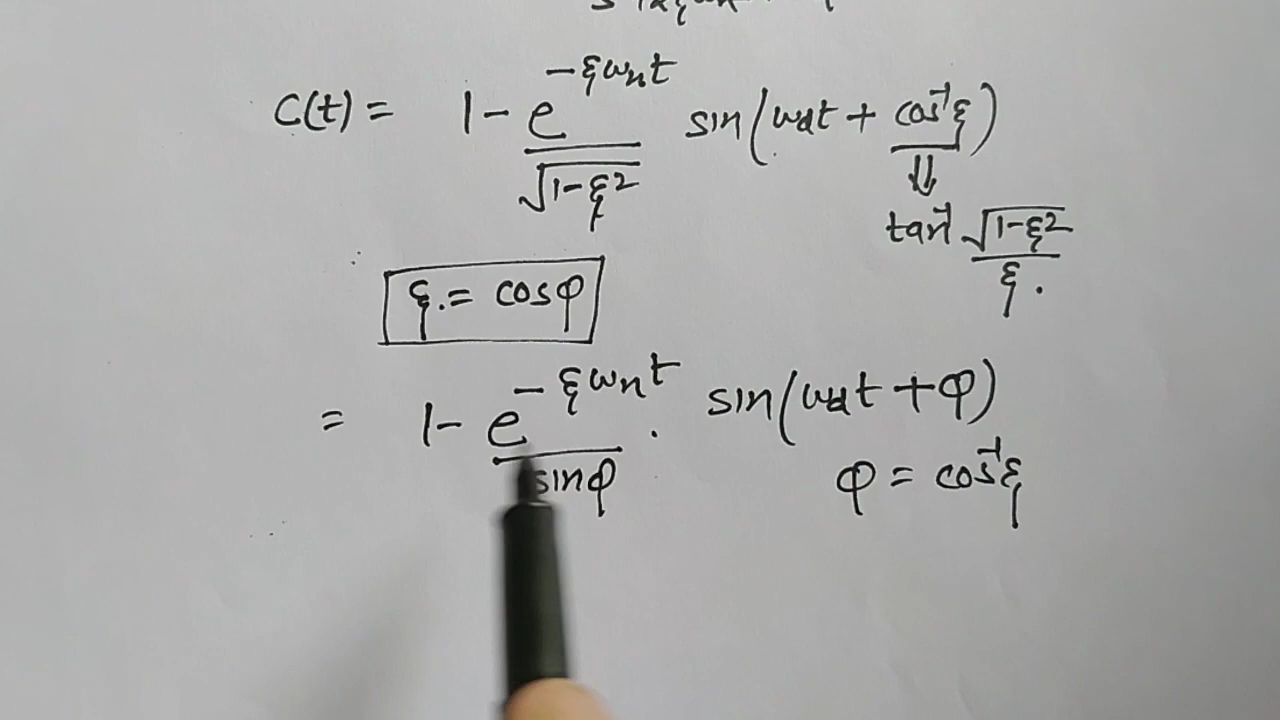 C(t) = 1 - e^{-ξωnt} / √(1-ξ²) sin(ωdt + cos⁻¹ξ)
⇓
tan⁻¹ √(1-ξ²) / ξ.
ξ. = cosφ
= 1 - e^{-ξωnt} / sinφ . sin(ωdt + φ)
φ = cos⁻¹ξ